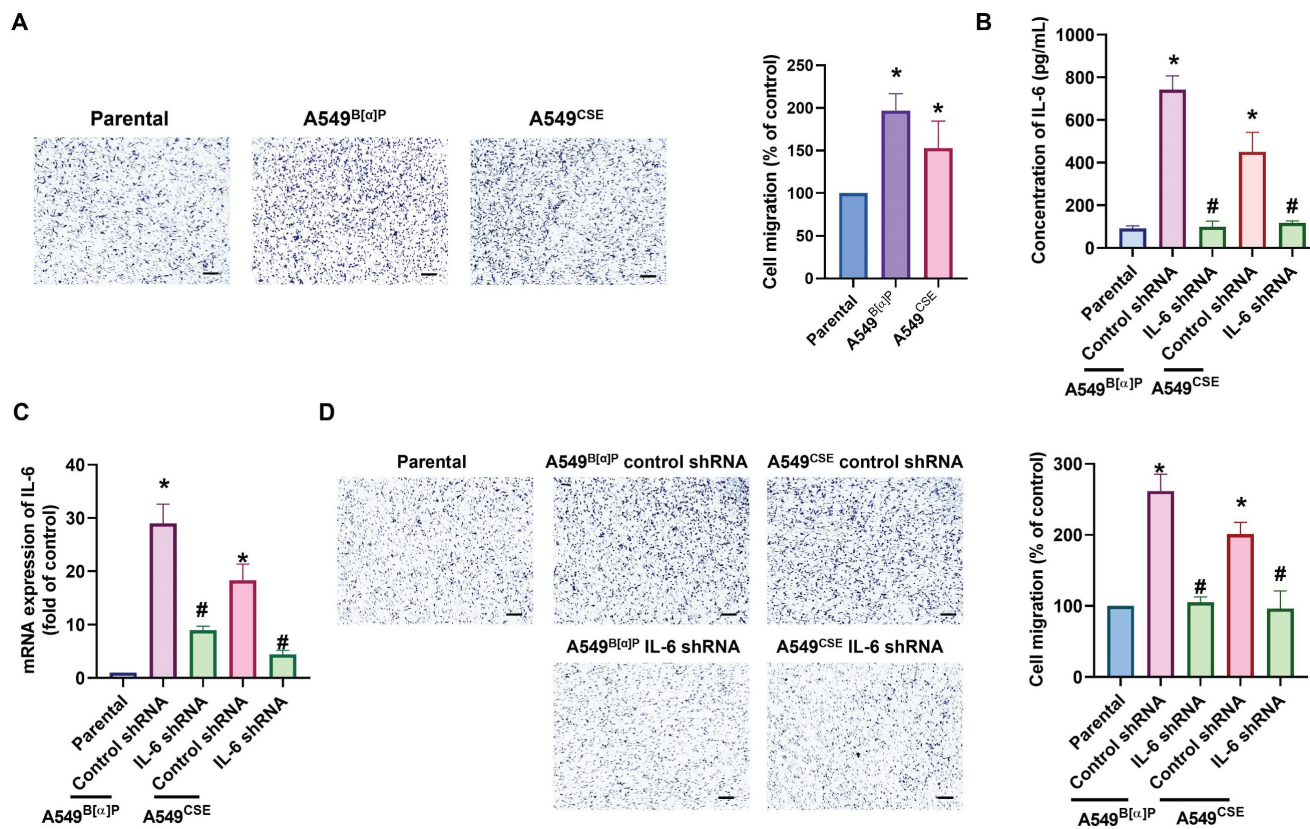 A
Parental
A549B[α]P
A549CSE
Cell migration (% of control)
250
200
150
100
50
0
*
*
Parental
A549B[α]P
A549CSE
B
Concentration of IL-6 (pg/mL)
1000
800
600
400
200
0
*
#
*
#
Parental
Control shRNA
IL-6 shRNA
Control shRNA
IL-6 shRNA
A549B[α]P
A549CSE
C
mRNA expression of IL-6
(fold of control)
40
30
20
10
0
*
#
*
#
Parental
Control shRNA
IL-6 shRNA
Control shRNA
IL-6 shRNA
A549B[α]P
A549CSE
D
Parental
A549B[α]P control shRNA
A549CSE control shRNA
A549B[α]P IL-6 shRNA
A549CSE IL-6 shRNA
Cell migration (% of control)
300
200
100
0
*
#
*
#
Parental
Control shRNA
IL-6 shRNA
Control shRNA
IL-6 shRNA
A549B[α]P
A549CSE